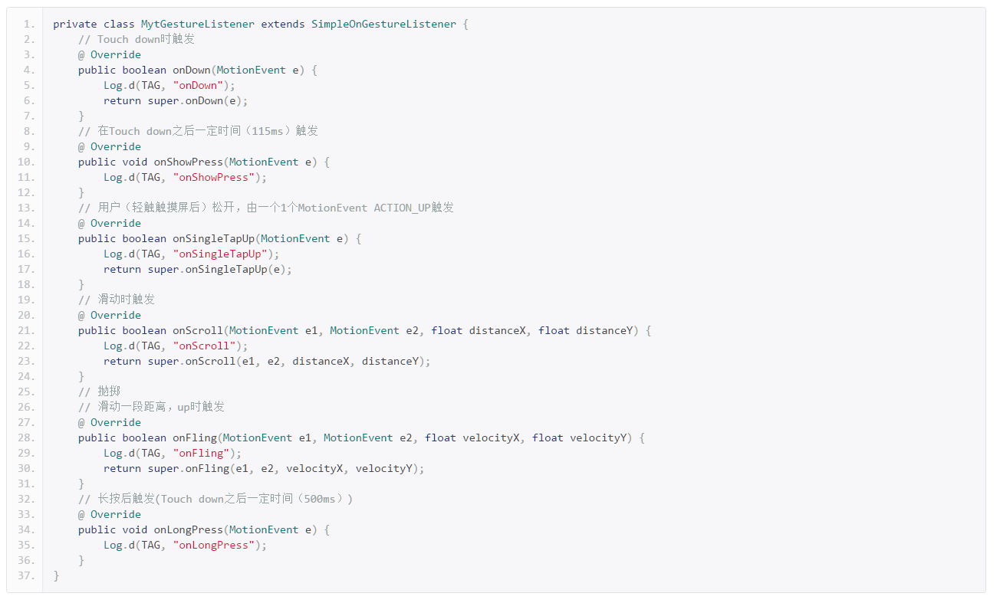 1. private class MytGestureListener extends SimpleOnGestureListener {
2.     // Touch down时触发
3.     @ Override
4.     public boolean onDown(MotionEvent e) {
5.         Log.d(TAG, "onDown");
6.         return super.onDown(e);
7.     }
8.     // 在Touch down之后一定时间（115ms）触发
9.     @ Override
10.     public void onShowPress(MotionEvent e) {
11.         Log.d(TAG, "onShowPress");
12.     }
13.     // 用户（轻触触摸屏后）松开，由一个1个MotionEvent ACTION_UP触发
14.     @ Override
15.     public boolean onSingleTapUp(MotionEvent e) {
16.         Log.d(TAG, "onSingleTapUp");
17.         return super.onSingleTapUp(e);
18.     }
19.     // 滑动时触发
20.     @ Override
21.     public boolean onScroll(MotionEvent e1, MotionEvent e2, float distanceX, float distanceY) {
22.         Log.d(TAG, "onScroll");
23.         return super.onScroll(e1, e2, distanceX, distanceY);
24.     }
25.     // 抛掷
26.     // 滑动一段距离，up时触发
27.     @ Override
28.     public boolean onFling(MotionEvent e1, MotionEvent e2, float velocityX, float velocityY) {
29.         Log.d(TAG, "onFling");
30.         return super.onFling(e1, e2, velocityX, velocityY);
31.     }
32.     // 长按后触发(Touch down之后一定时间（500ms）)
33.     @ Override
34.     public void onLongPress(MotionEvent e) {
35.         Log.d(TAG, "onLongPress");
36.     }
37. }